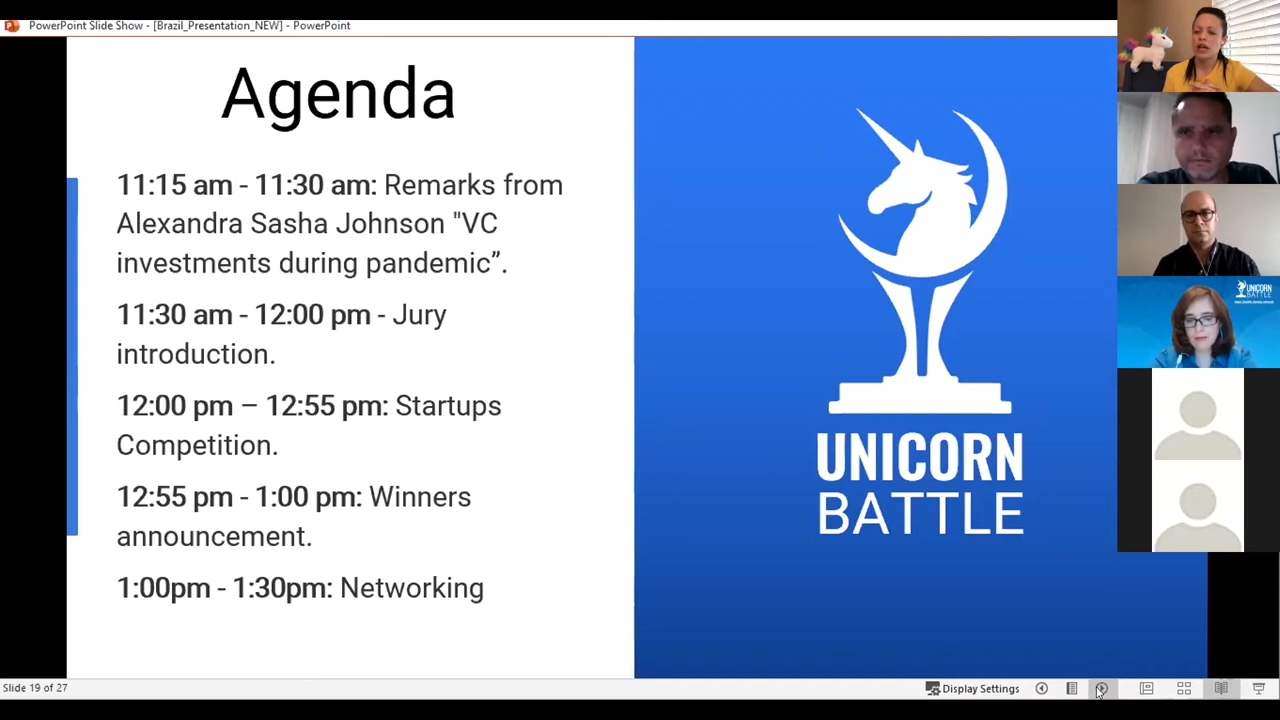 PowerPoint Slide Show - [Brazil_Presentation_NEW] - PowerPoint
Agenda
11:15 am - 11:30 am: Remarks from
Alexandra Sasha Johnson "VC
investments during pandemic”.
11:30 am - 12:00 pm - Jury
introduction.
12:00 pm – 12:55 pm: Startups
Competition.
12:55 pm - 1:00 pm: Winners
announcement.
1:00pm - 1:30pm: Networking
UNICORN
BATTLE
UNICORN
BATTLE
Slide 19 of 27
Display Settings